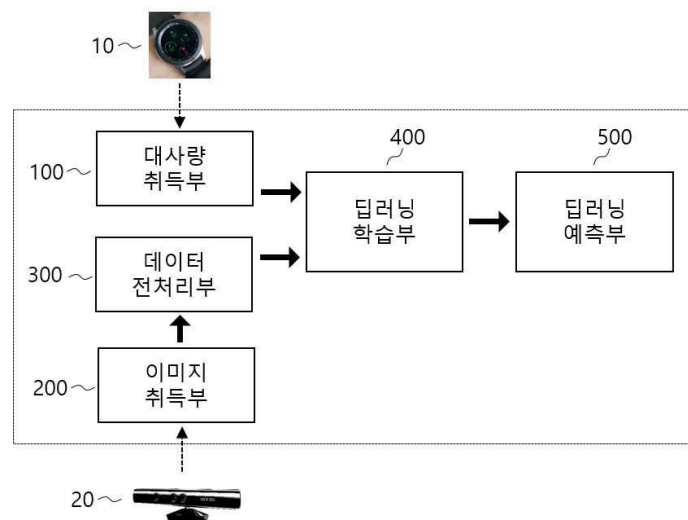 10
대사량
취득부
100
400
500
딥러닝
학습부
딥러닝
예측부
데이터
전처리부
300
이미지
취득부
200
20